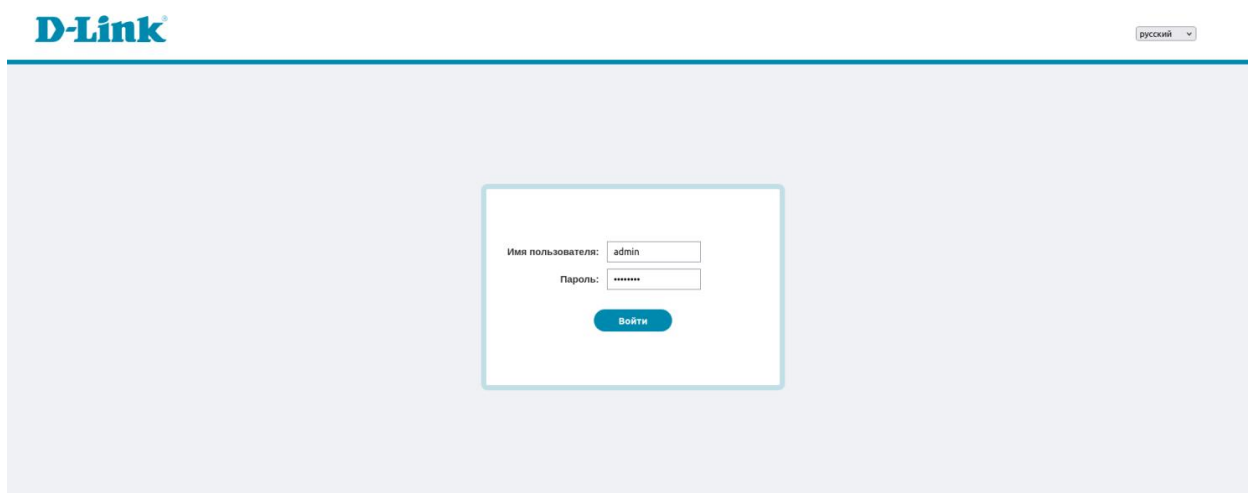 D-Link®
русский
Имя пользователя: admin
Пароль: ••••••••
Войти